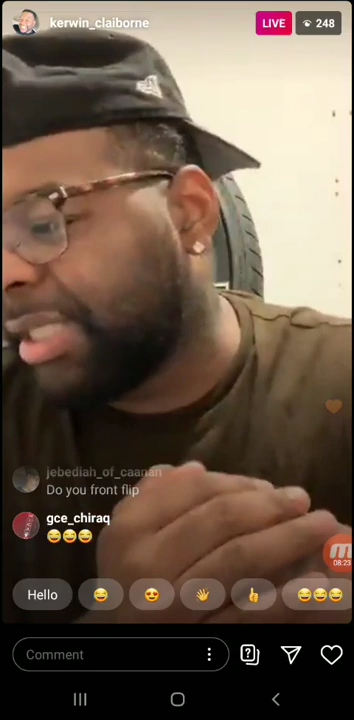 kerwin_claiborne
LIVE
248
jebediah_of_caanan
Do you front flip
gce_chiraq
08:23
Hello
Comment